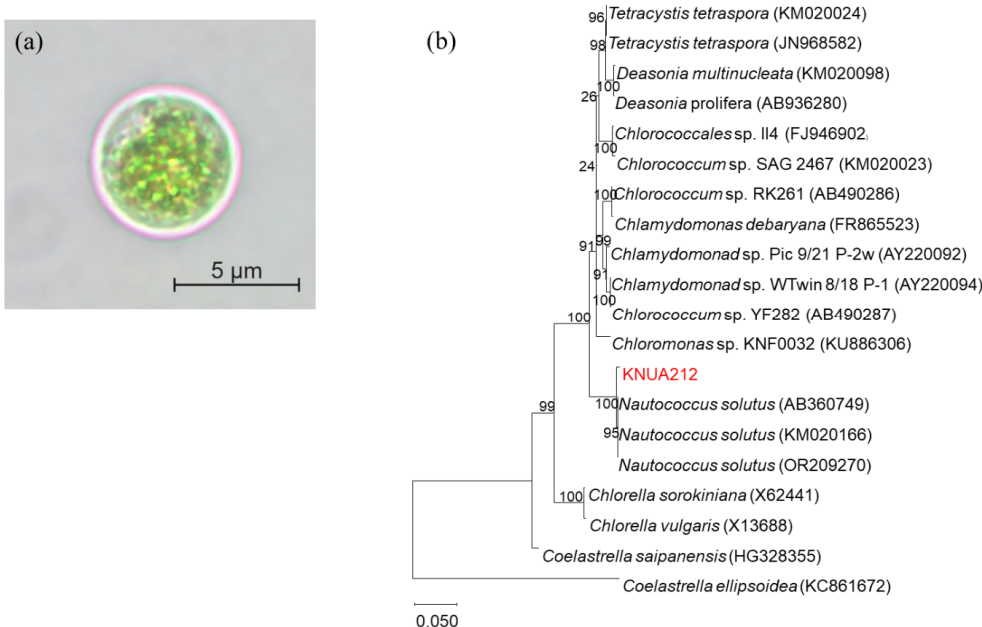 (a)
5 µm
(b)
96
Tetracystis tetraspora (KM020024)
98
Tetracystis tetraspora (JN968582)
Deasonia multinucleata (KM020098)
100
26
Deasonia prolifera (AB936280)
Chlorococcales sp. Il4 (FJ946902
100
24
Chlorococcum sp. SAG 2467 (KM020023)
100
Chlorococcum sp. RK261 (AB490286)
Chlamydomonas debaryana (FR865523)
91
99
Chlamydomonad sp. Pic 9/21 P-2w (AY220092)
91
Chlamydomonad sp. WTwin 8/18 P-1 (AY220094)
100
Chlorococcum sp. YF282 (AB490287)
100
Chloromonas sp. KNF0032 (KU886306)
KNUA212
100
Nautococcus solutus (AB360749)
99
95
Nautococcus solutus (KM020166)
Nautococcus solutus (OR209270)
100
Chlorella sorokiniana (X62441)
Chlorella vulgaris (X13688)
Coelastrella saipanensis (HG328355)
Coelastrella ellipsoidea (KC861672)
0.050